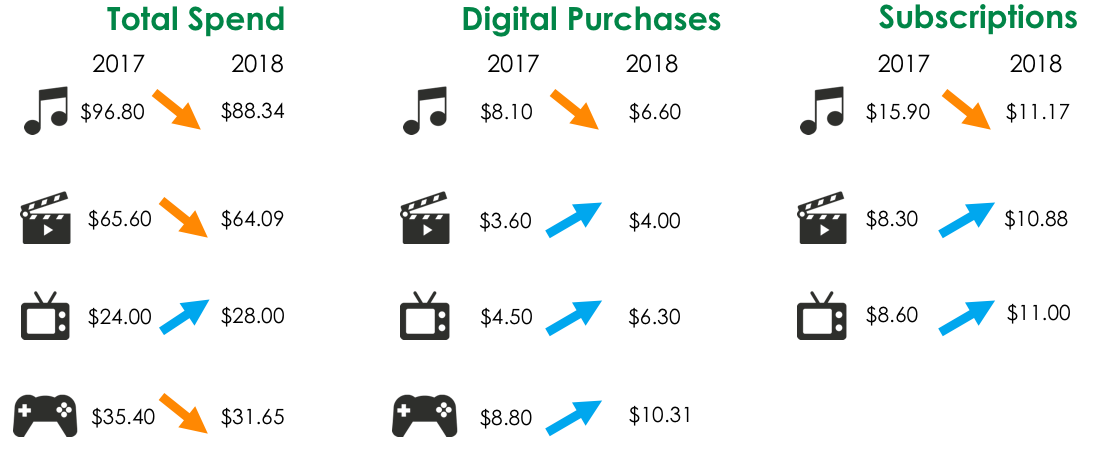 Total Spend Digital Purchases Subscriptions
2017 2018 2017 2018 2017 2018
$96.80 $88.34 $8.10 $6.60 $15.90 $11.17
$65.60 $64.09 $3.60 $4.00 $8.30 $10.88
$24.00 $28.00 $4.50 $6.30 $8.60 $11.00
$35.40 $31.65 $8.80 $10.31